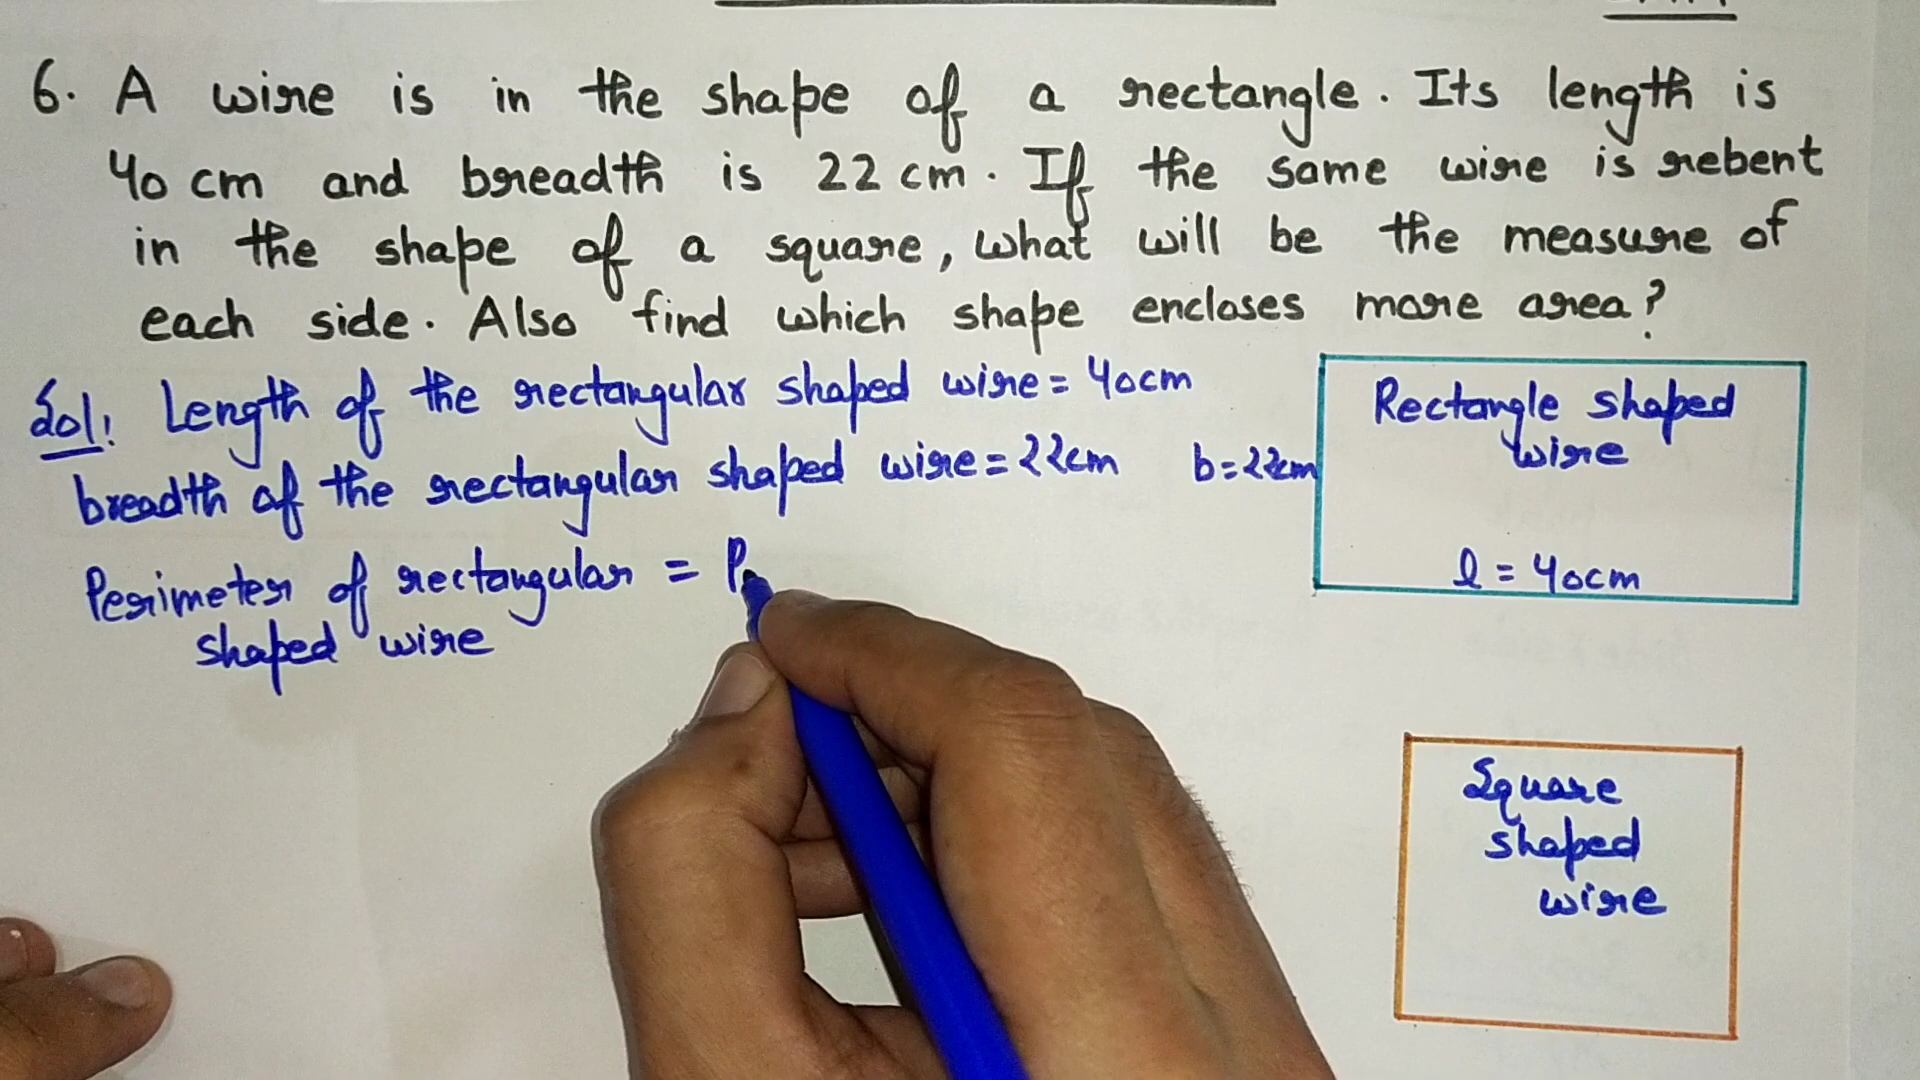 6. A wire is in the shape of a rectangle. Its length is
40 cm and breadth is 22 cm. If the same wire is rebent
in the shape of a square, what will be the measure of
each side. Also find which shape encloses more area?
Sol: Length of the rectangular shaped wire = 40cm
breadth of the rectangular shaped wire = 22cm
Perimeter of rectangular = P
shaped wire
Rectangle shaped
wire
b=22cm
l = 40cm
Square
shaped
wire